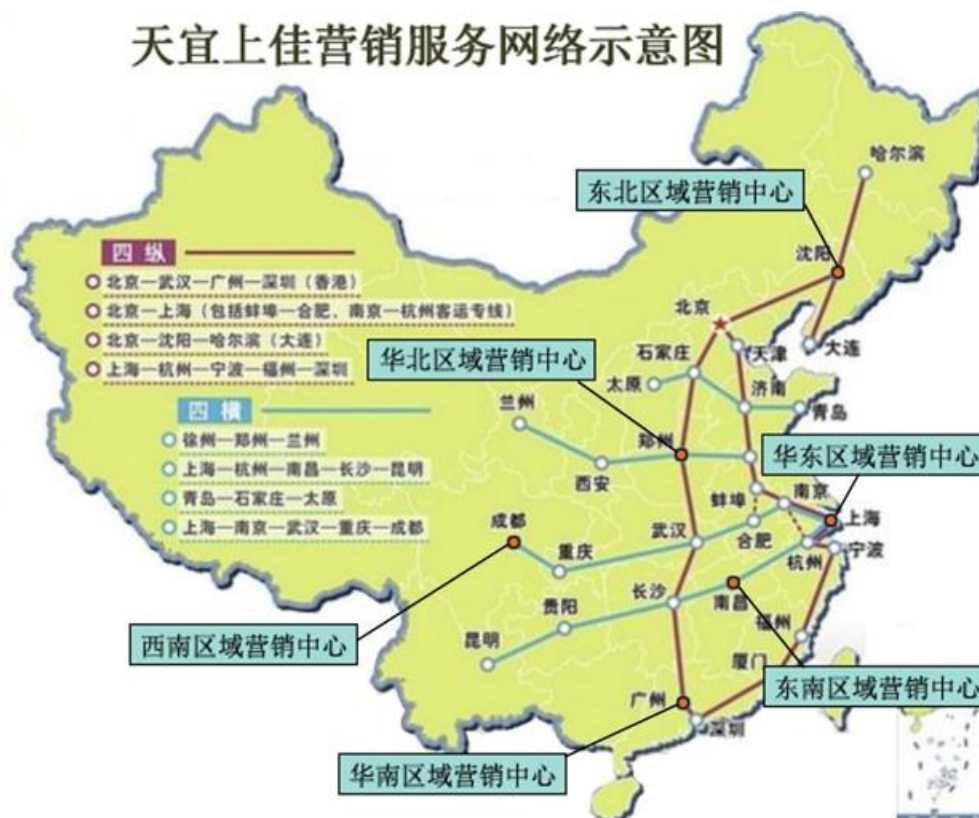 天宜上佳营销服务网络示意图
哈尔滨
东北区域营销中心
沈阳
四纵
北京—武汉—广州—深圳（香港）
北京—上海（包括蚌埠—合肥、南京—杭州客运专线）
北京—沈阳—哈尔滨（大连）
上海—杭州—宁波—福州—深圳
北京
天津
大连
华北区域营销中心
石家庄
太原
济南
青岛
四横
徐州—郑州—兰州
上海—杭州—南昌—长沙—昆明
青岛—石家庄—太原
上海—南京—武汉—重庆—成都
兰州
西安
郑州
华东区域营销中心
蚌埠
南京
上海
成都
重庆
武汉
合肥
杭州
宁波
贵阳
长沙
南昌
福州
西南区域营销中心
昆明
厦门
东南区域营销中心
广州
深圳
华南区域营销中心